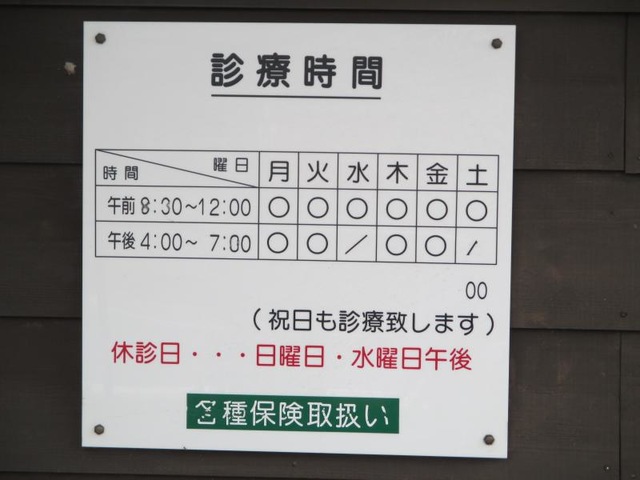 診療時間
時間 曜日 月 火 水 木 金 土
午前 8:30～12:00 ○ ○ ○ ○ ○ ○
午後 4:00～ 7:00 ○ ○ ／ ○ ○ ／
00
(祝日も診療致します)
休診日・・・日曜日・水曜日午後
各種保険取扱い